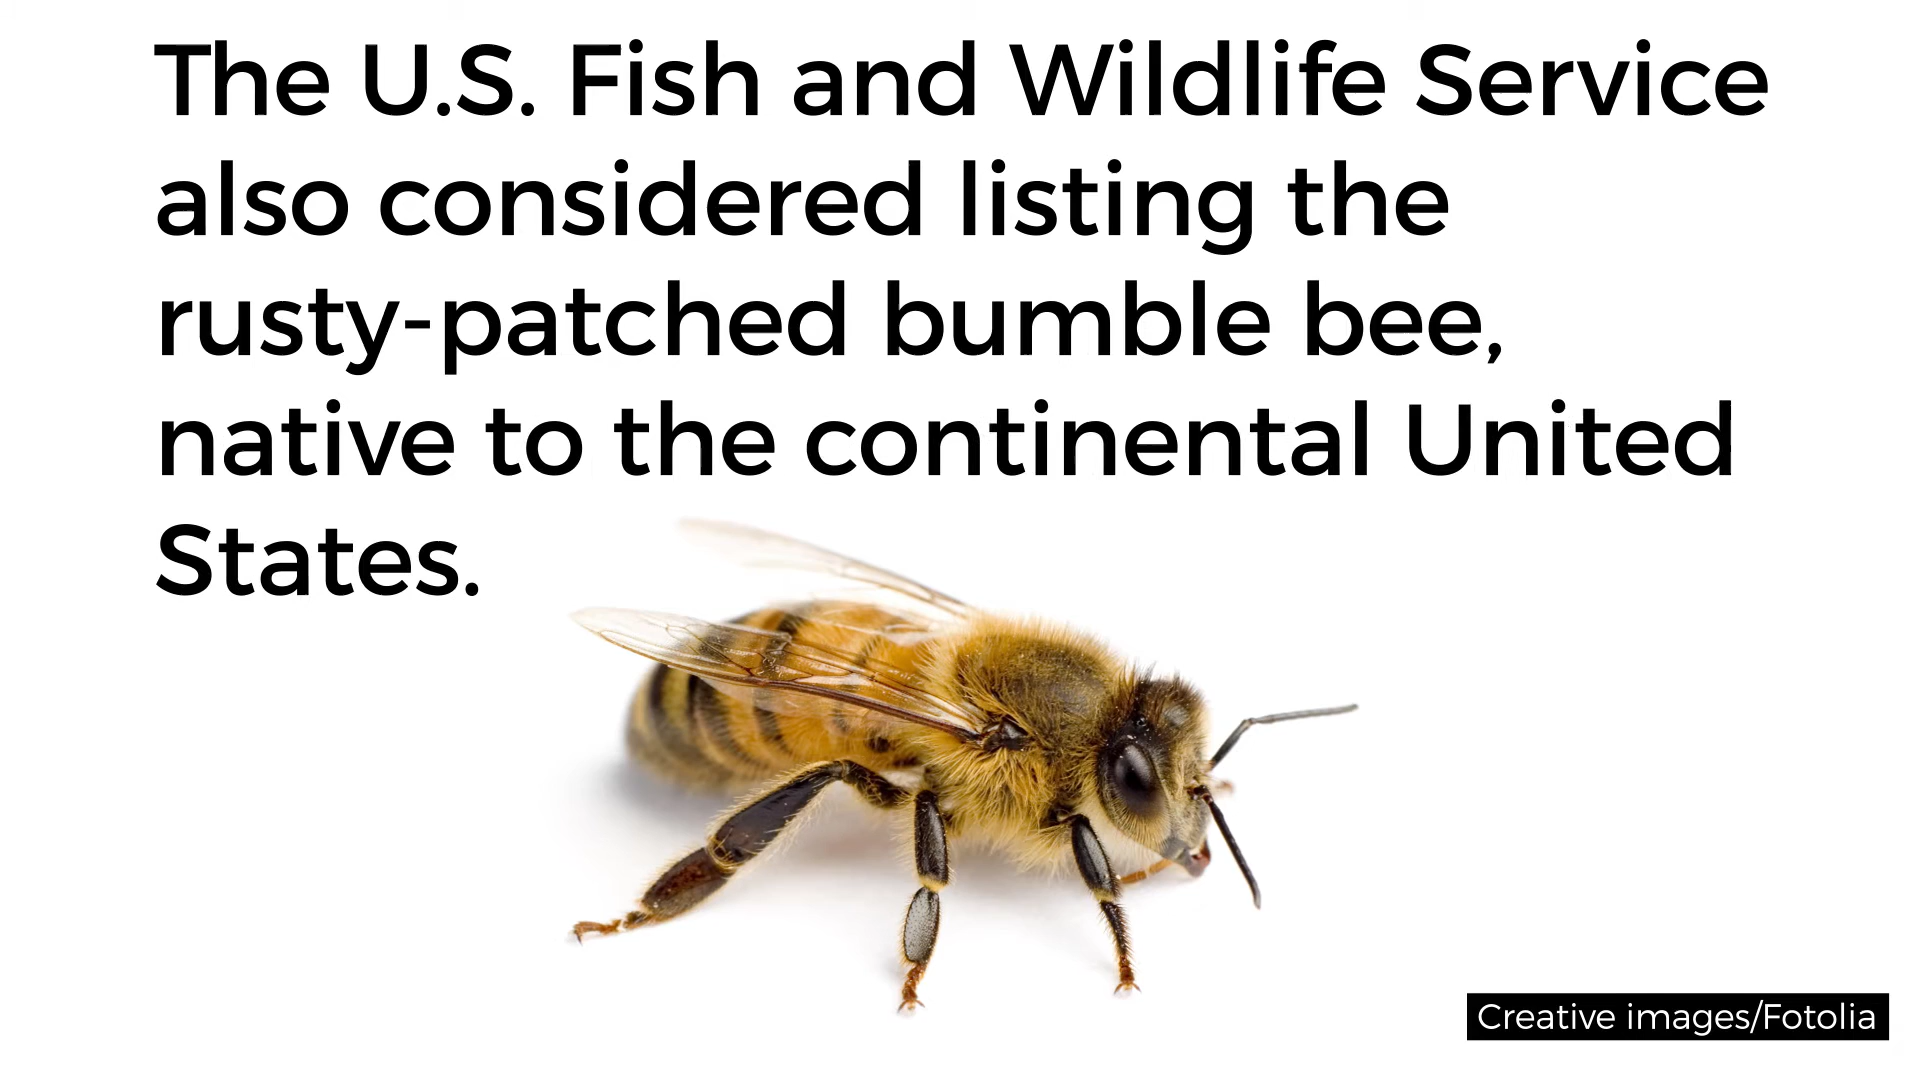 The U.S. Fish and Wildlife Service
also considered listing the
rusty-patched bumble bee,
native to the continental United
States.
Creative images/Fotolia